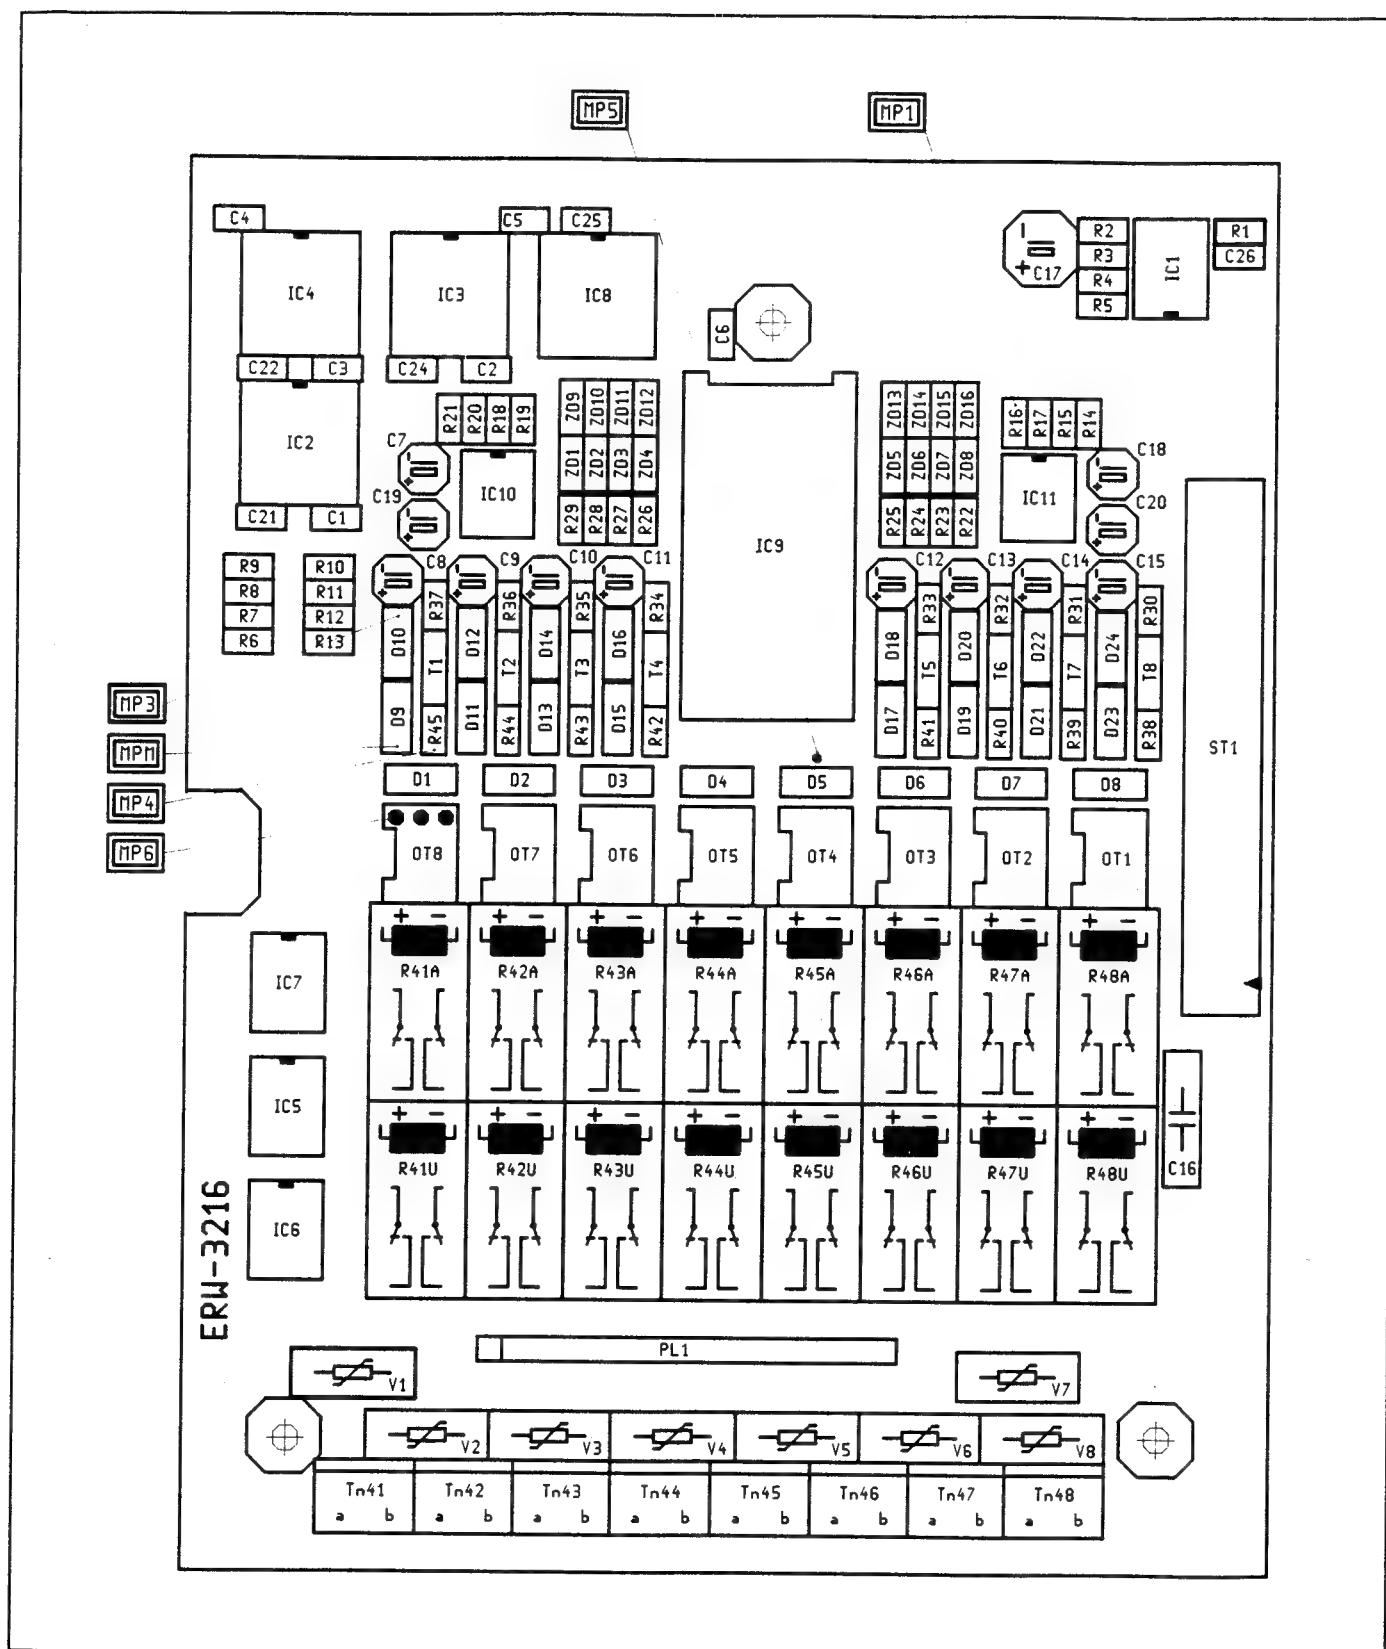 MP5 MP1
C4 C5 C25
R2 R1
R3 C26
C17 R4
R5
IC4 IC3 IC8 IC1
C6
C22 C3 C24 C2
R21 R20 R18 R19
ZD9 ZD10 ZD11 ZD12
ZD13 ZD14 ZD15 ZD16
R16 R17 R15 R14
IC2 C7 IC10
ZD1 ZD2 ZD3 ZD4
ZD5 ZD6 ZD7 ZD8
IC11 C18
C19 C20
C21 C1
R29 R28 R27 R26
R25 R24 R23 R22
IC9
C8 C9 C10 C11 C12 C13 C14 C15
R9 R10
R8 R11
R7 R12
R6 R13
R37 R36 R35 R34 R33 R32 R31 R30
D10 D12 D14 D16 D18 D20 D22 D24
T1 T2 T3 T4 T5 T6 T7 T8
D9 D11 D13 D15 D17 D19 D21 D23
R45 R44 R43 R42 R41 R40 R39 R38
MP3
MPM
MP4
MP6
ST1
D1 D2 D3 D4 D5 D6 D7 D8
OT8 OT7 OT6 OT5 OT4 OT3 OT2 OT1
+ - + - + - + - + - + - + - + -
R41A R42A R43A R44A R45A R46A R47A R48A
IC7
IC5
+ - + - + - + - + - + - + - + -
R41U R42U R43U R44U R45U R46U R47U R48U
C16
IC6
ERW-3216
PL1
V1 V7
V2 V3 V4 V5 V6 V8
Tn41 Tn42 Tn43 Tn44 Tn45 Tn46 Tn47 Tn48
a b a b a b a b a b a b a b a b